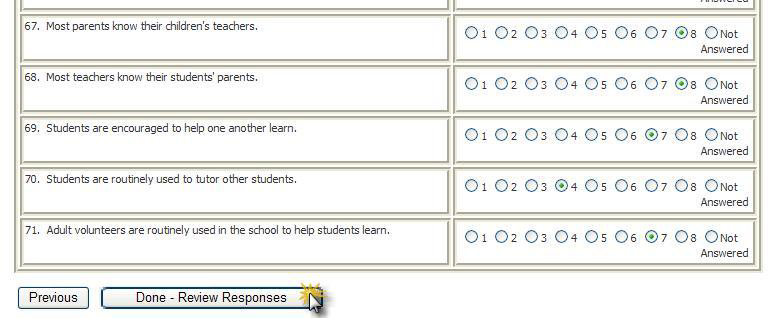 67. Most parents know their children's teachers.
1 2 3 4 5 6 7 8 Not
Answered
68. Most teachers know their students' parents.
1 2 3 4 5 6 7 8 Not
Answered
69. Students are encouraged to help one another learn.
1 2 3 4 5 6 7 8 Not
Answered
70. Students are routinely used to tutor other students.
1 2 3 4 5 6 7 8 Not
Answered
71. Adult volunteers are routinely used in the school to help students learn.
1 2 3 4 5 6 7 8 Not
Answered
Previous
Done - Review Responses